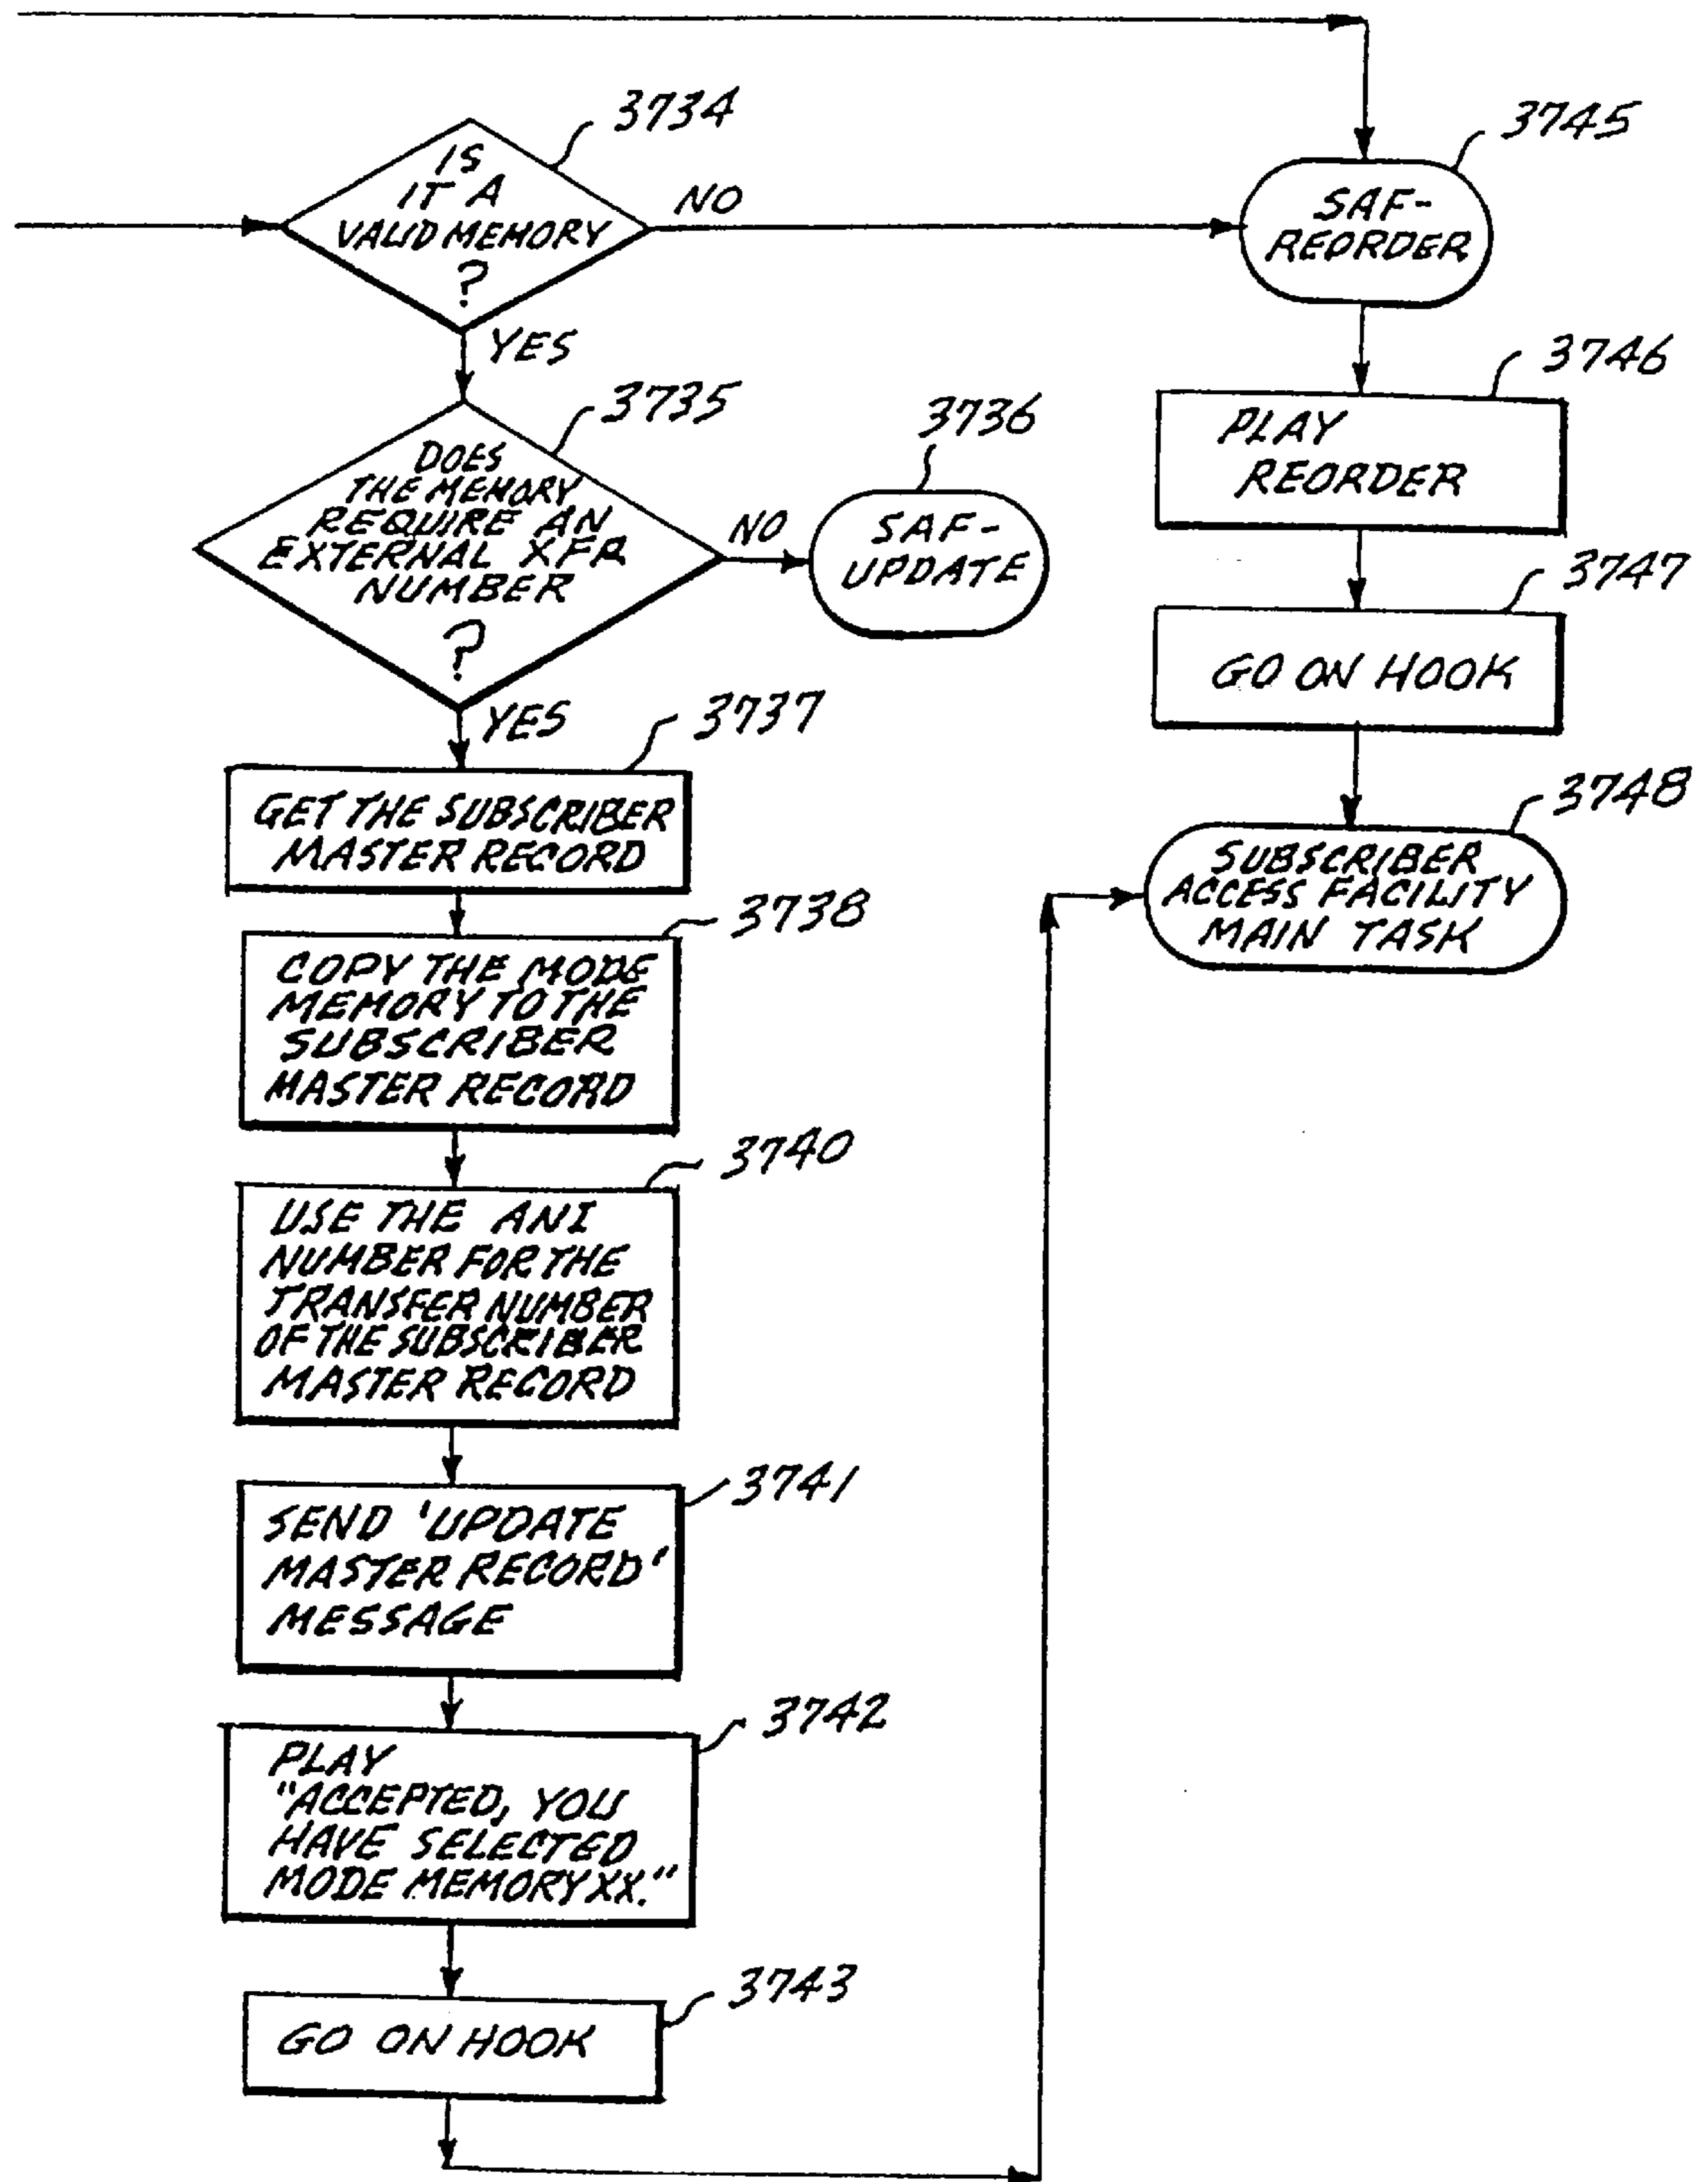 3734
IS
IT A
VALID MEMORY
?
NO
YES
3745
SAF-
REORDER
3735
DOES
THE MEMORY
REQUIRE AN
EXTERNAL XFR
NUMBER
?
NO
YES
3736
SAF-
UPDATE
3746
PLAY
REORDER
3747
GO ON HOOK
3748
SUBSCRIBER
ACCESS FACILITY
MAIN TASK
3737
GET THE SUBSCRIBER
MASTER RECORD
3738
COPY THE MODE
MEMORY TO THE
SUBSCRIBER
MASTER RECORD
3740
USE THE ANI
NUMBER FOR THE
TRANSFER NUMBER
OF THE SUBSCRIBER
MASTER RECORD
3741
SEND 'UPDATE
MASTER RECORD'
MESSAGE
3742
PLAY
"ACCEPTED, YOU
HAVE SELECTED
MODE MEMORY XX."
3743
GO ON HOOK